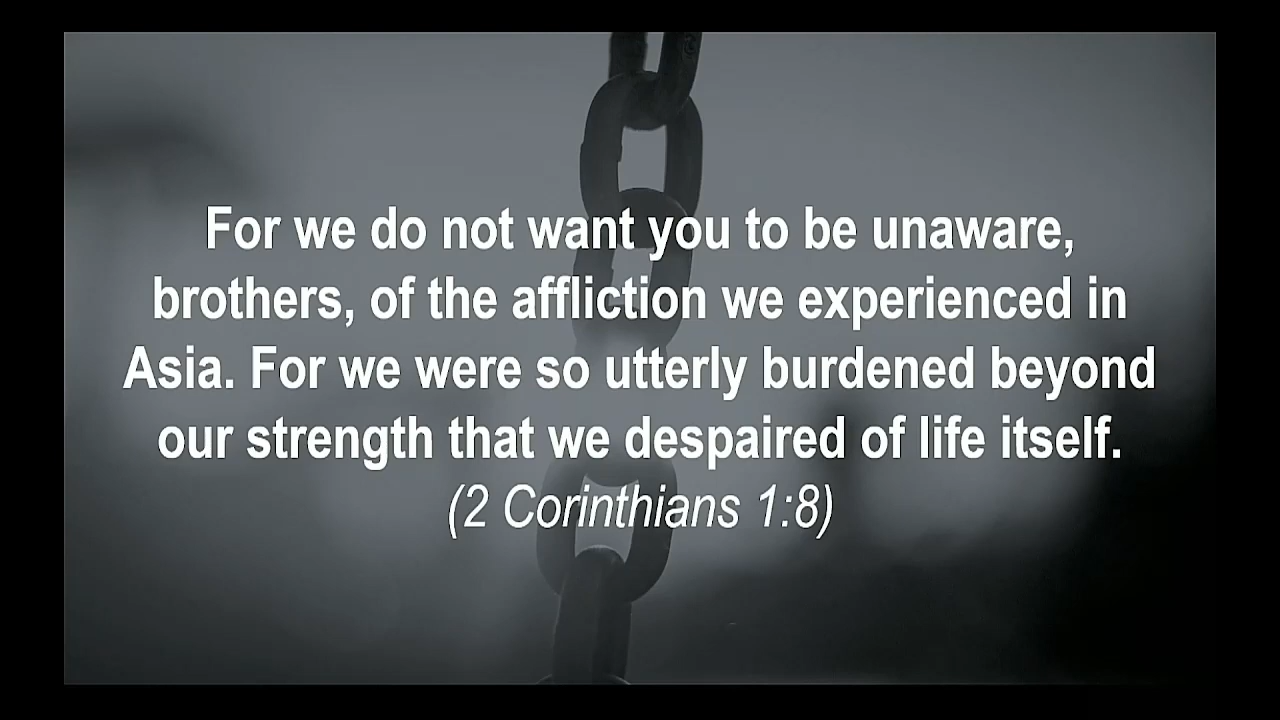 For we do not want you to be unaware,
brothers, of the affliction we experienced in
Asia. For we were so utterly burdened beyond
our strength that we despaired of life itself.
(2 Corinthians 1:8)